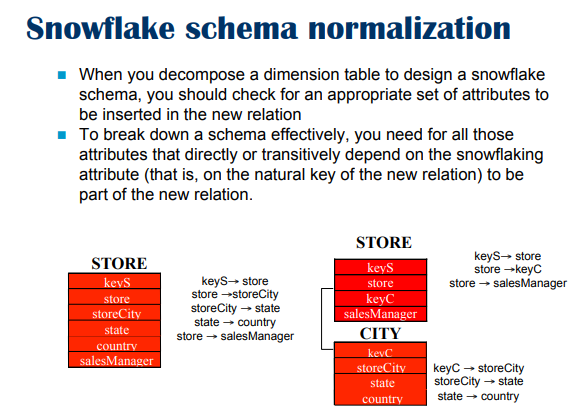 Snowflake schema normalization
When you decompose a dimension table to design a snowflake
schema, you should check for an appropriate set of attributes to
be inserted in the new relation
To break down a schema effectively, you need for all those
attributes that directly or transitively depend on the snowflaking
attribute (that is, on the natural key of the new relation) to be
part of the new relation.
STORE
keyS
store
storeCity
state
country
salesManager
keyS→ store
store →storeCity
storeCity → state
state → country
store → salesManager
STORE
keyS
store
keyC
salesManager
keyS→ store
store →keyC
store → salesManager
CITY
keyC
storeCity
state
country
keyC → storeCity
storeCity → state
state → country